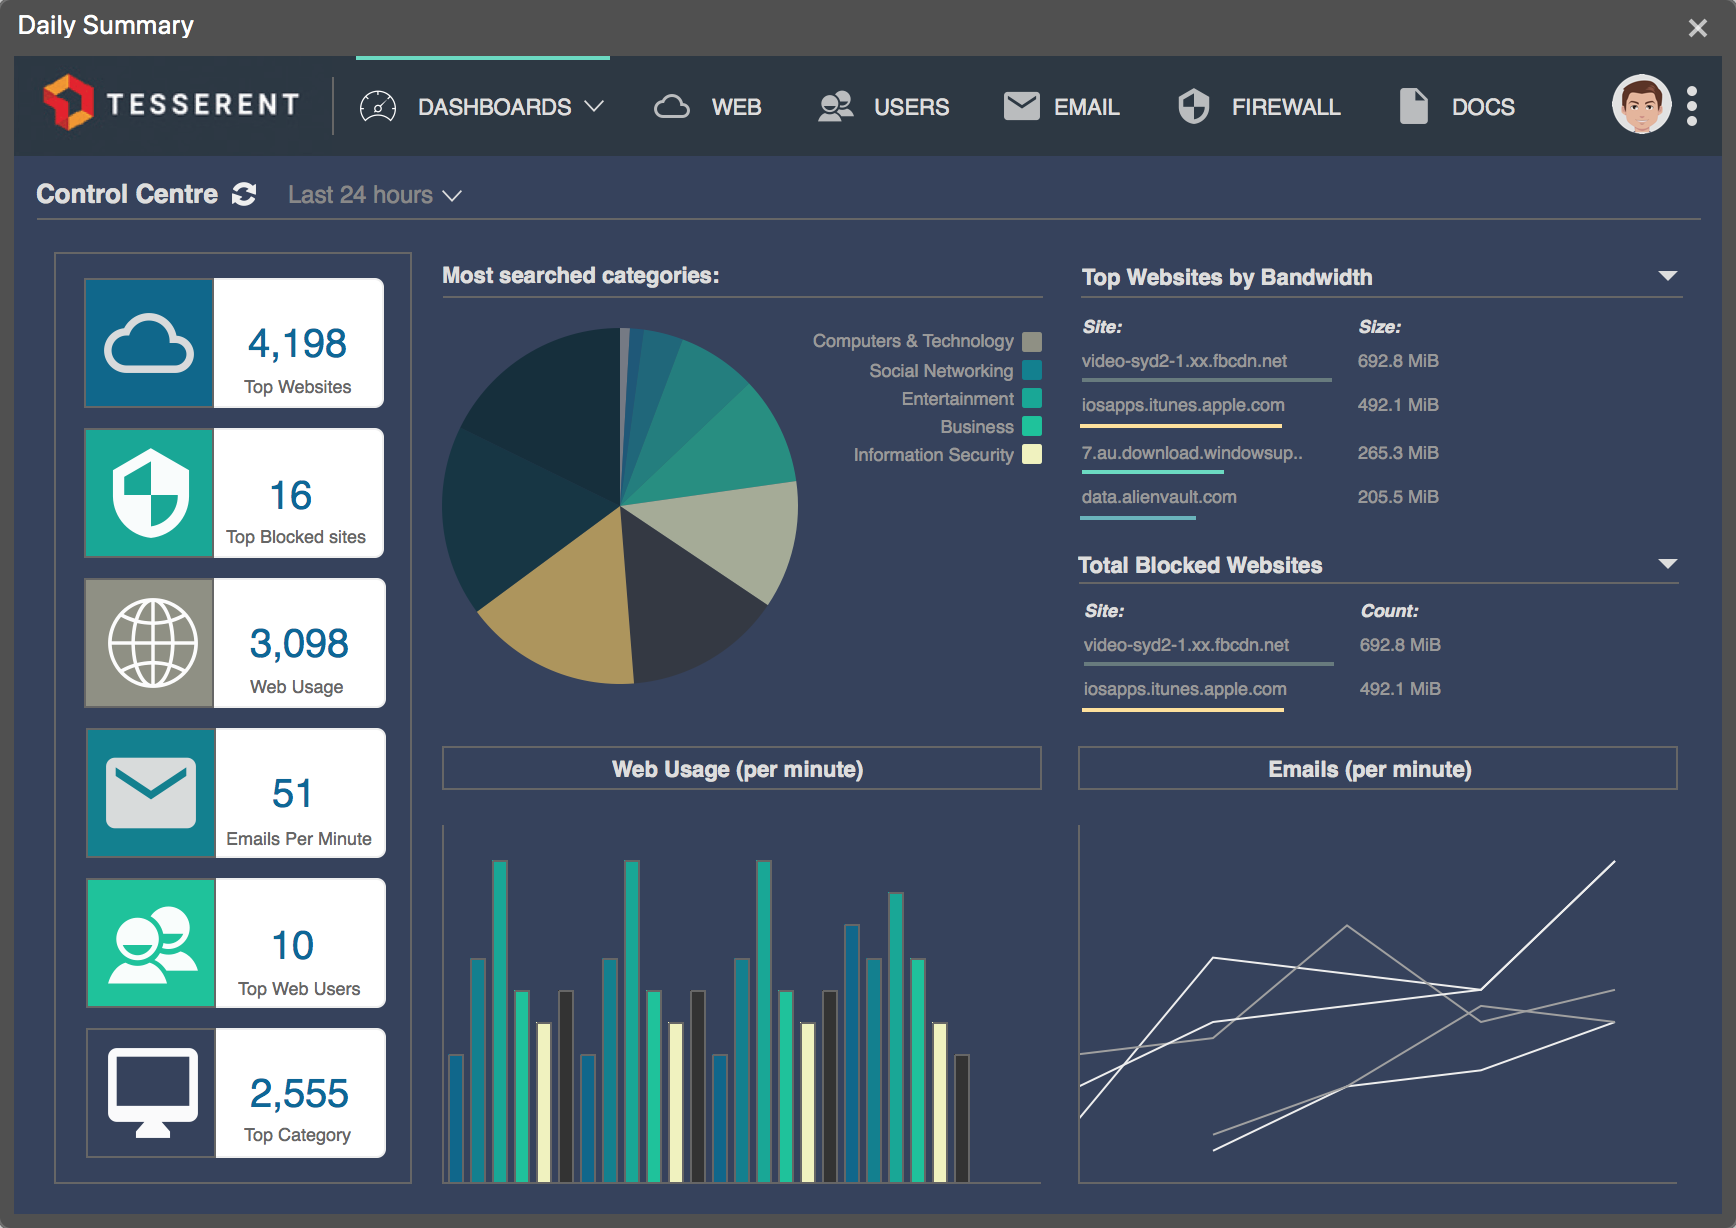 Daily Summary
TESSERENT
DASHBOARDS
WEB
USERS
EMAIL
FIREWALL
DOCS
Control Centre
Last 24 hours
4,198
Top Websites
16
Top Blocked sites
3,098
Web Usage
51
Emails Per Minute
10
Top Web Users
2,555
Top Category
Most searched categories:
Computers & Technology
Social Networking
Entertainment
Business
Information Security
Top Websites by Bandwidth
Site: Size:
video-syd2-1.xx.fbcdn.net 692.8 MiB
iosapps.itunes.apple.com 492.1 MiB
7.au.download.windowsup.. 265.3 MiB
data.alienvault.com 205.5 MiB
Total Blocked Websites
Site: Count:
video-syd2-1.xx.fbcdn.net 692.8 MiB
iosapps.itunes.apple.com 492.1 MiB
Web Usage (per minute)
Emails (per minute)